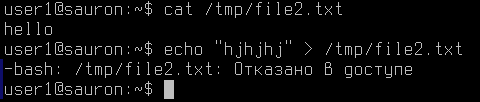 user1@sauron:~$ cat /tmp/file2.txt
hello
user1@sauron:~$ echo "hjhjhj" > /tmp/file2.txt
-bash: /tmp/file2.txt: Отказано в доступе
user1@sauron:~$